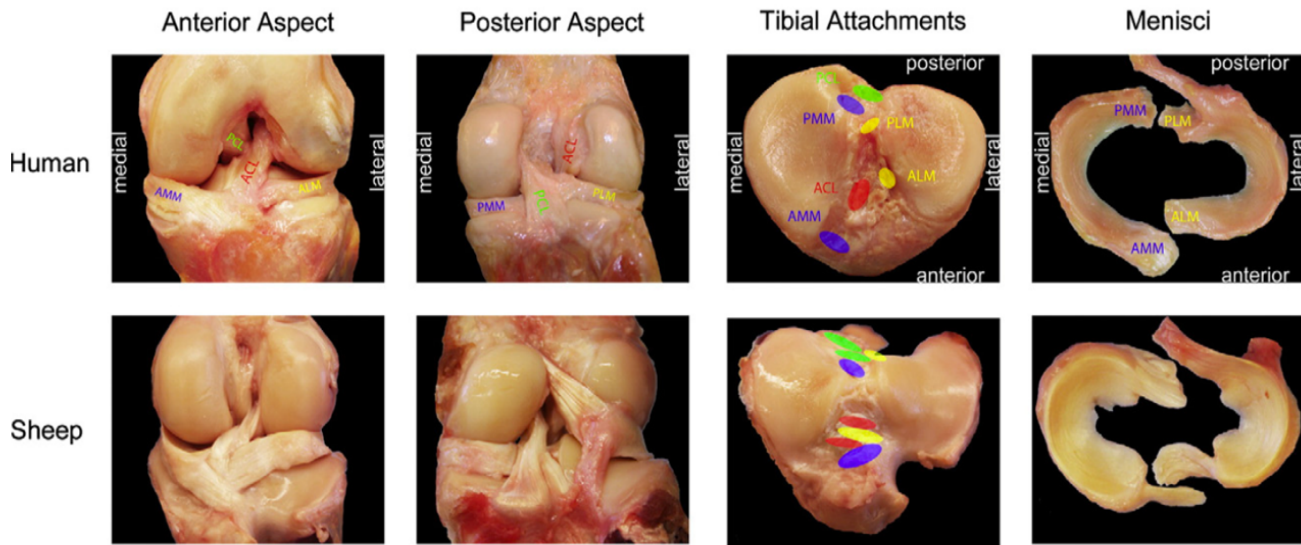 Anterior Aspect
Posterior Aspect
Tibial Attachments
Menisci
Human
medial
PCL
ACL
AMM
ALM
lateral
medial
ACL
PMM
PCL
PLM
lateral
posterior
medial
PCL
PMM
PLM
ACL
ALM
AMM
lateral
anterior
posterior
medial
PMM
PLM
ALM
AMM
lateral
anterior
Sheep